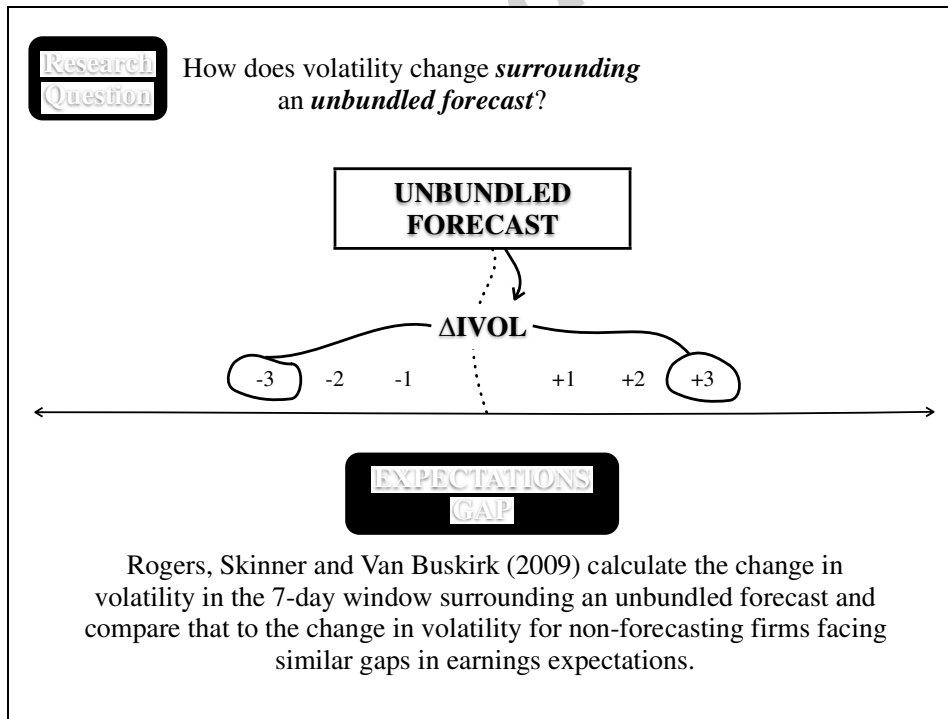 Research
Question
How does volatility change surrounding
an unbundled forecast?
UNBUNDLED
FORECAST
ΔIVOL
-3 -2 -1 +1 +2 +3
EXPECTATIONS
GAP
Rogers, Skinner and Van Buskirk (2009) calculate the change in
volatility in the 7-day window surrounding an unbundled forecast and
compare that to the change in volatility for non-forecasting firms facing
similar gaps in earnings expectations.